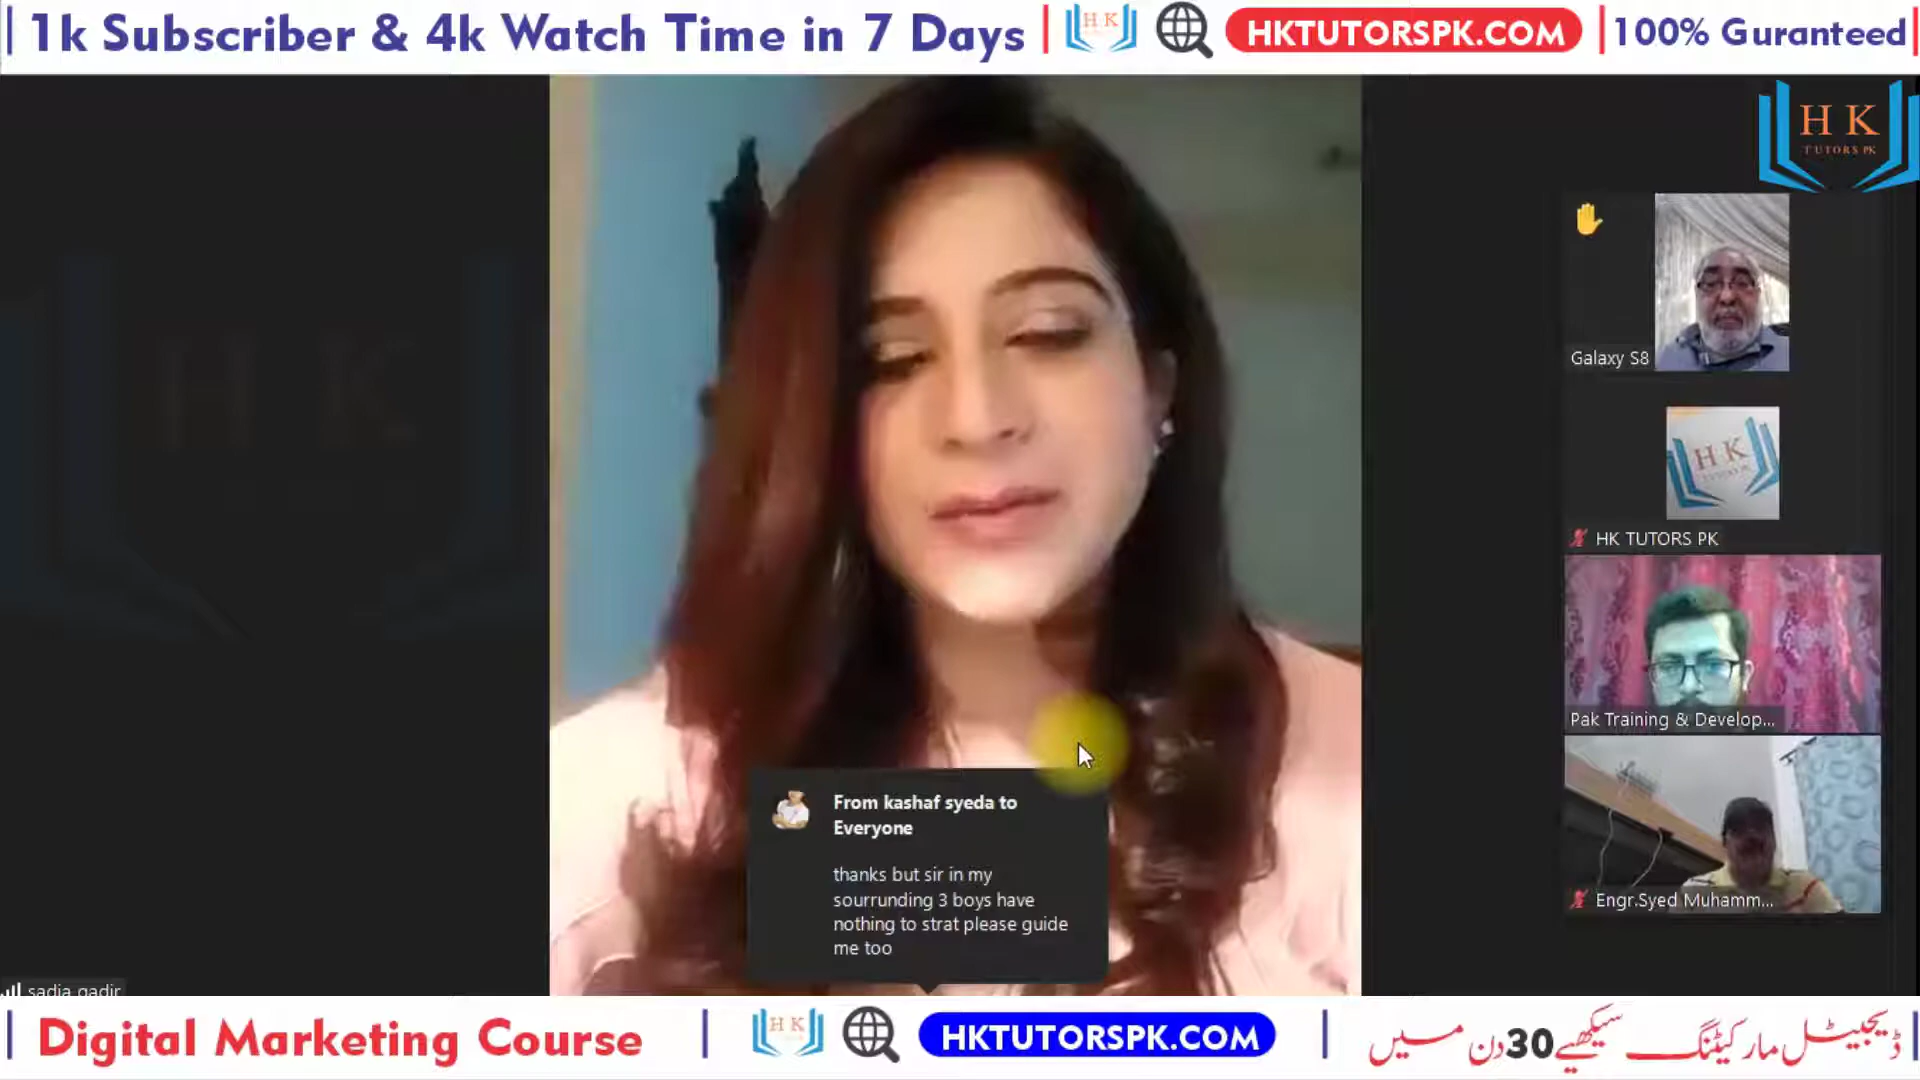 1k Subscriber & 4k Watch Time in 7 Days
HK
HKTUTORSPK.COM
100% Guranteed
HK
TUTORS PK
Galaxy S8
HK
HK TUTORS PK
Pak Training & Develop...
Engr.Syed Muhamm...
From kashaf syeda to
Everyone
thanks but sir in my
sourrunding 3 boys have
nothing to strat please guide
me too
sadia qadir
Digital Marketing Course
HK
HKTUTORSPK.COM
ڈیجیٹل مارکیٹنگ سیکھیے 30 دن میں